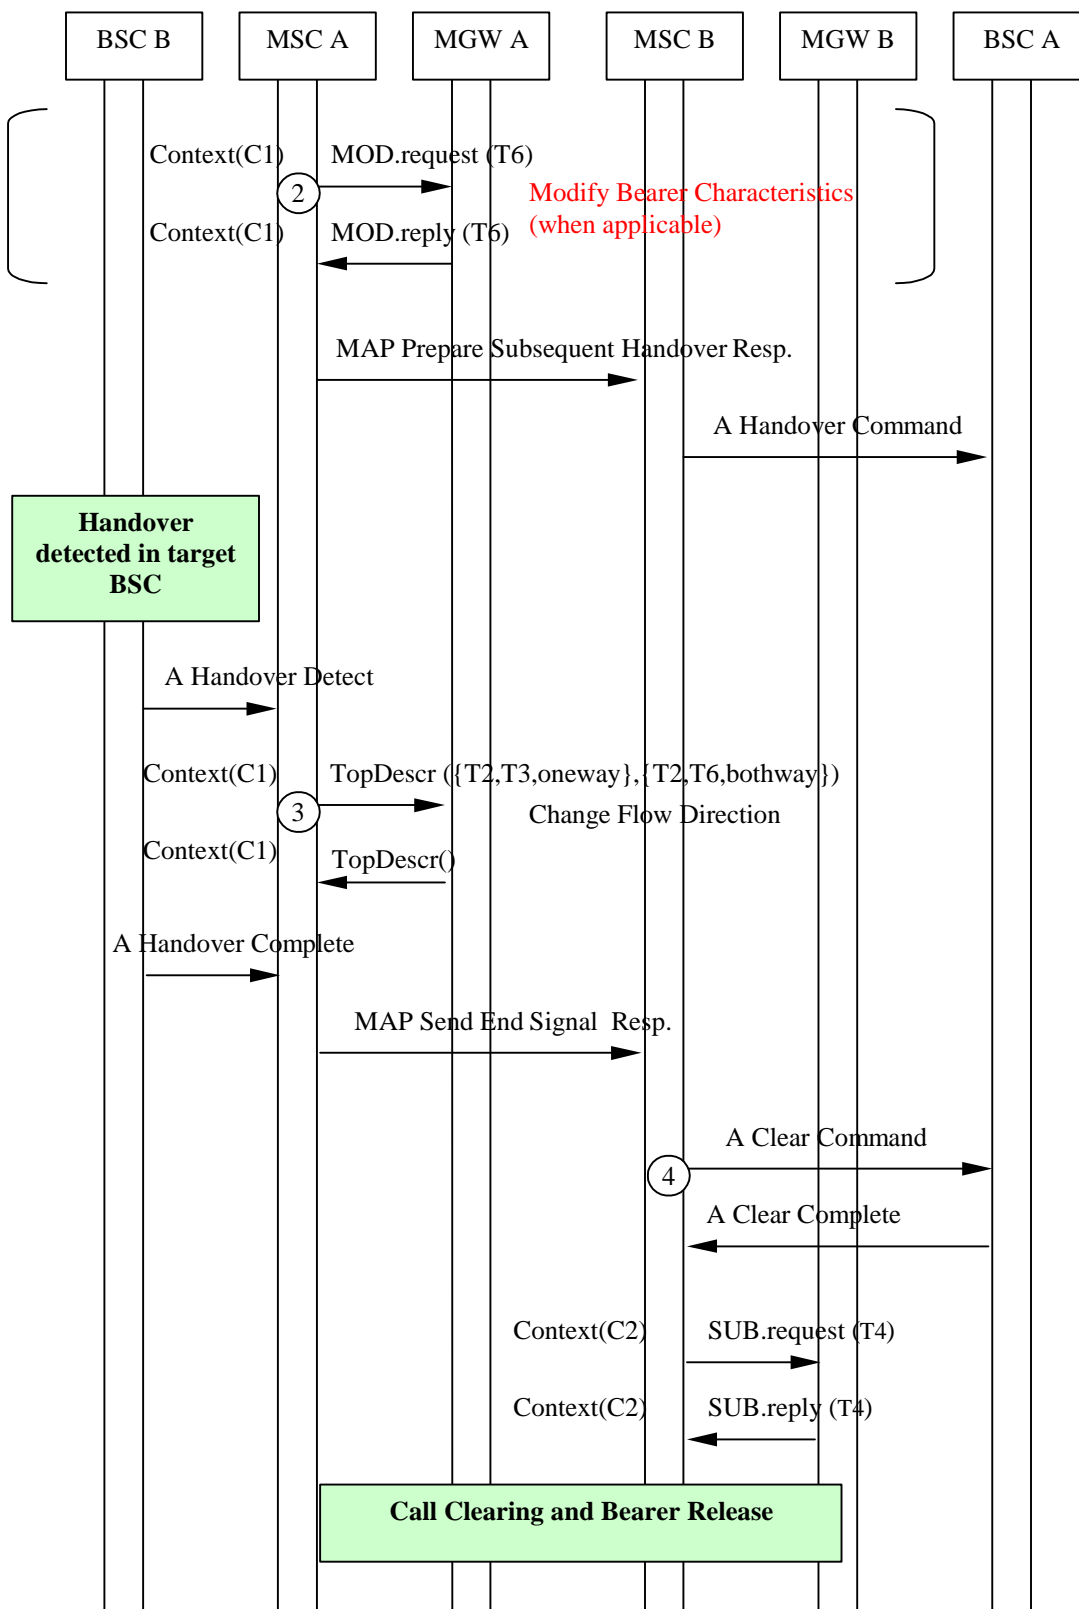 BSC B
MSC A
MGW A
MSC B
MGW B
BSC A
Context(C1)
MOD.request (T6)
2
Modify Bearer Characteristics
(when applicable)
Context(C1)
MOD.reply (T6)
MAP Prepare Subsequent Handover Resp.
A Handover Command
Handover
detected in target
BSC
A Handover Detect
Context(C1)
TopDescr ({T2,T3,oneway},{T2,T6,bothway})
3
Change Flow Direction
Context(C1)
TopDescr()
A Handover Complete
MAP Send End Signal Resp.
A Clear Command
4
A Clear Complete
Context(C2)
SUB.request (T4)
Context(C2)
SUB.reply (T4)
Call Clearing and Bearer Release